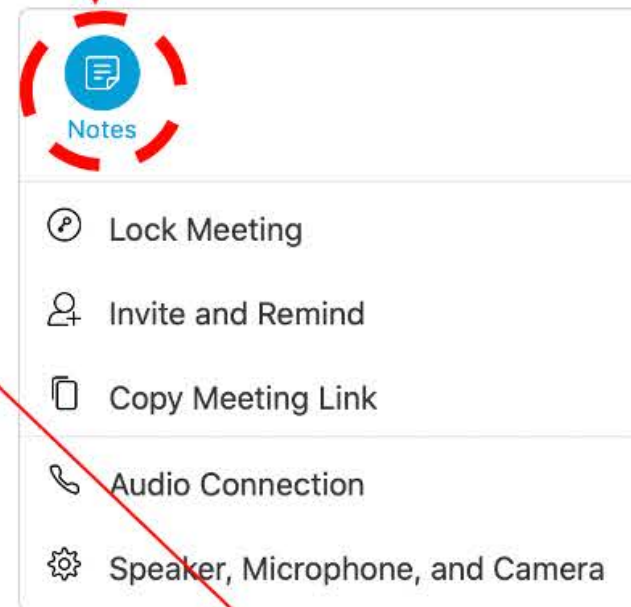 Notes
Lock Meeting
Invite and Remind
Copy Meeting Link
Audio Connection
Speaker, Microphone, and Camera